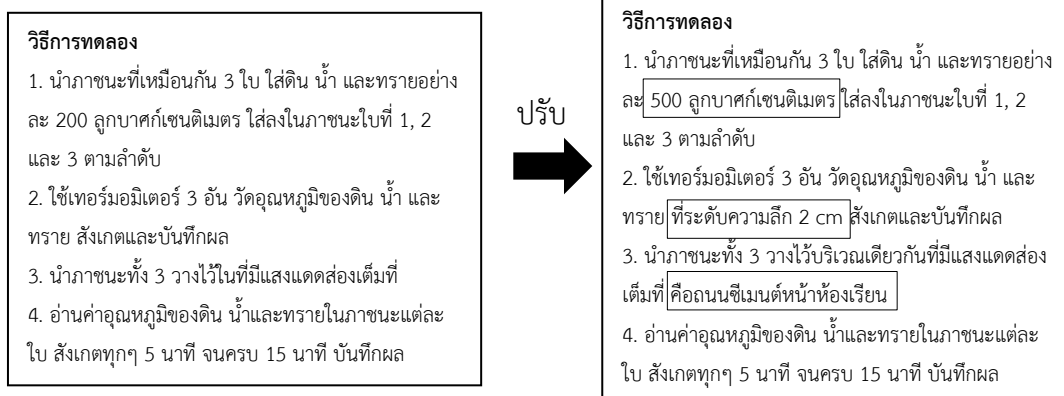 วิธีการทดลอง
1. นำภาชนะที่เหมือนกัน 3 ใบ ใส่ดิน น้ำ และทรายอย่าง
ละ 200 ลูกบาศก์เซนติเมตร ใส่ลงในภาชนะใบที่ 1, 2
และ 3 ตามลำดับ
2. ใช้เทอร์มอมิเตอร์ 3 อัน วัดอุณหภูมิของดิน น้ำ และ
ทราย สังเกตและบันทึกผล
3. นำภาชนะทั้ง 3 วางไว้ในที่มีแสงแดดส่องเต็มที่
4. อ่านค่าอุณหภูมิของดิน น้ำและทรายในภาชนะแต่ละ
ใบ สังเกตทุกๆ 5 นาที จนครบ 15 นาที บันทึกผล
ปรับ
วิธีการทดลอง
1. นำภาชนะที่เหมือนกัน 3 ใบ ใส่ดิน น้ำ และทรายอย่าง
ละ 500 ลูกบาศก์เซนติเมตร ใส่ลงในภาชนะใบที่ 1, 2
และ 3 ตามลำดับ
2. ใช้เทอร์มอมิเตอร์ 3 อัน วัดอุณหภูมิของดิน น้ำ และ
ทราย ที่ระดับความลึก 2 cm สังเกตและบันทึกผล
3. นำภาชนะทั้ง 3 วางไว้บริเวณเดียวกันที่มีแสงแดดส่อง
เต็มที่ คือถนนซีเมนต์หน้าห้องเรียน
4. อ่านค่าอุณหภูมิของดิน น้ำและทรายในภาชนะแต่ละ
ใบ สังเกตทุกๆ 5 นาที จนครบ 15 นาที บันทึกผล